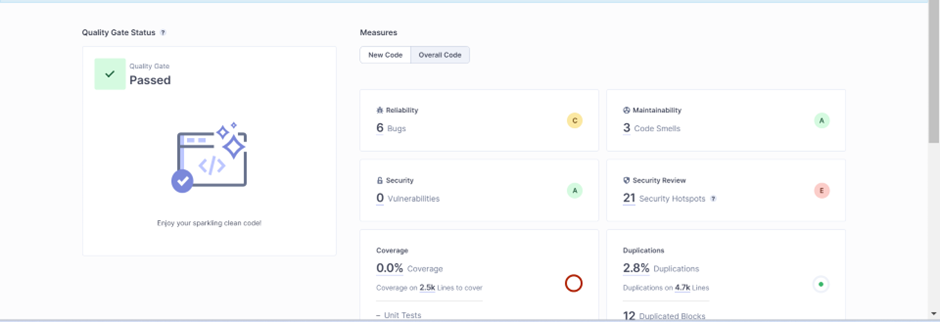 Quality Gate Status ?
Quality Gate
Passed
Enjoy your sparkling clean code!
Measures
New Code Overall Code
Reliability
6 Bugs
C
Maintainability
3 Code Smells
A
Security
0 Vulnerabilities
A
Security Review
21 Security Hotspots ?
E
Coverage
0.0% Coverage
Coverage on 2.5k Lines to cover
– Unit Tests
Duplications
2.8% Duplications
Duplications on 4.7k Lines
12 Duplicated Blocks